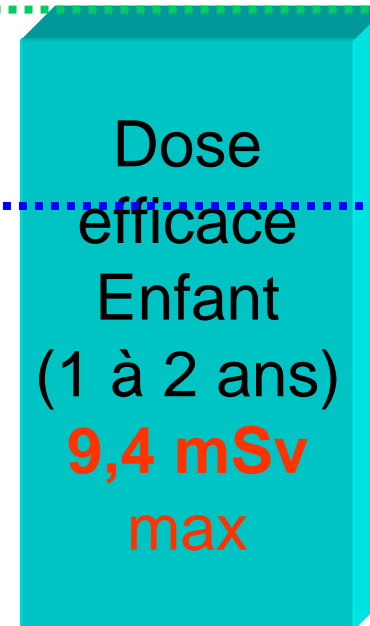 Dose
efficace
Enfant
(1 à 2 ans)
9,4 mSv
max